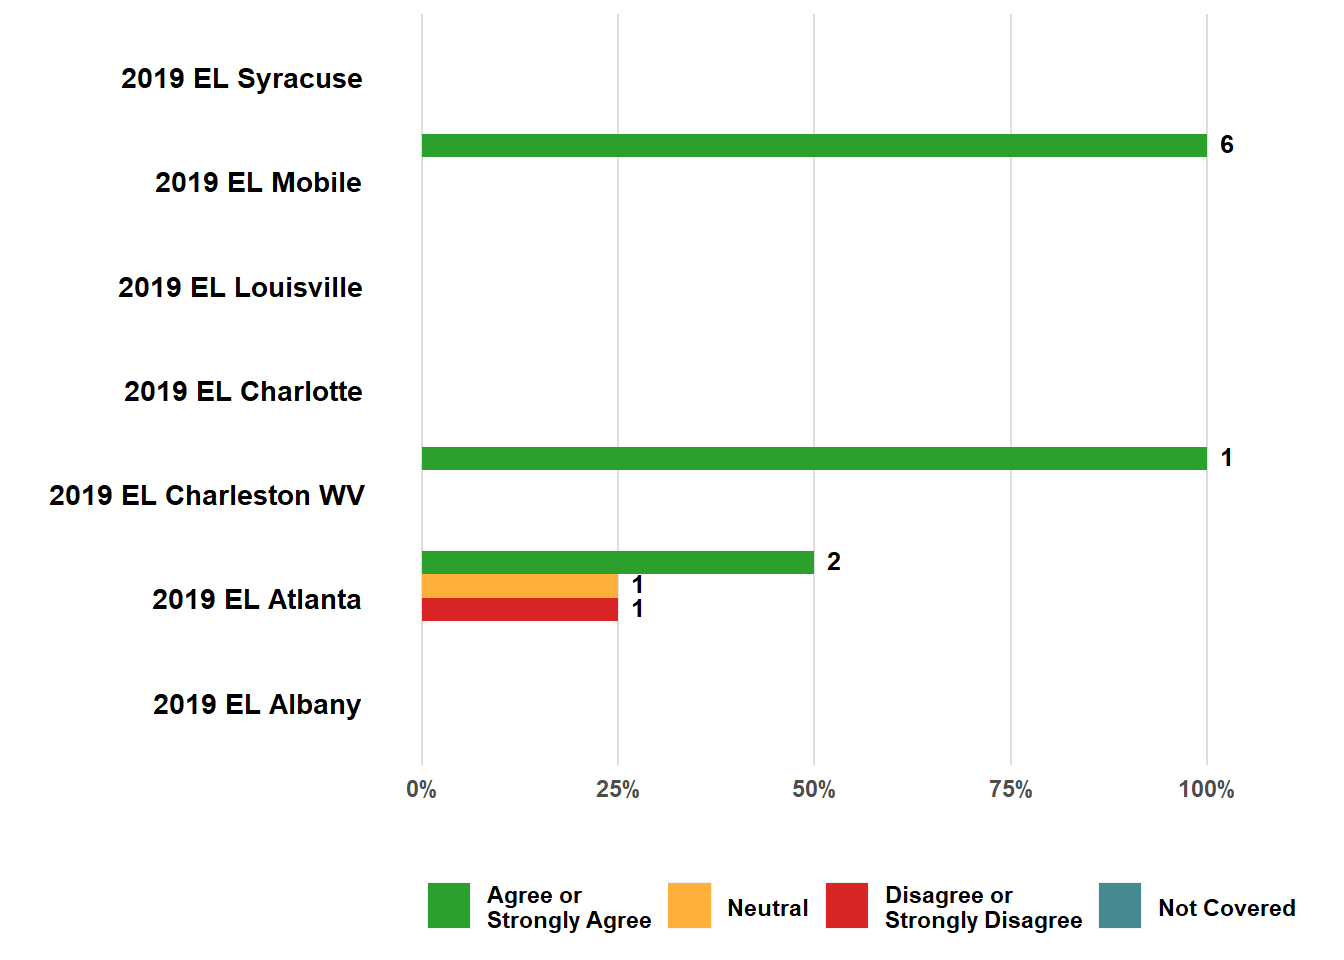 2019 EL Syracuse
6
2019 EL Mobile
2019 EL Louisville
2019 EL Charlotte
1
2019 EL Charleston WV
2
1
2019 EL Atlanta
1
2019 EL Albany
0% 25% 50% 75% 100%
Agree or
Strongly Agree
Neutral
Disagree or
Strongly Disagree
Not Covered